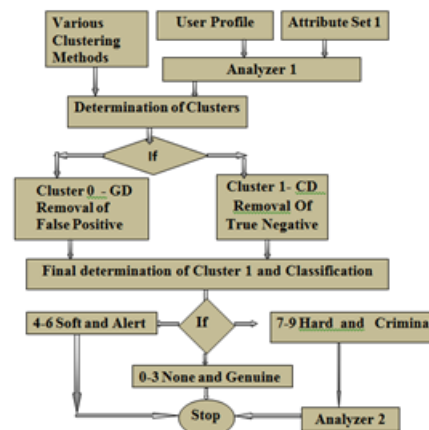 Various
Clustering
Methods
User Profile
Attribute Set 1
Analyzer 1
Determination of Clusters
If
Cluster 0 - GD
Removal of
False Positive
Cluster 1- CD
Removal Of
True Negative
Final determination of Cluster 1 and Classification
4-6 Soft and Alert
If
7-9 Hard and Crimina
0-3 None and Genuine
Stop
Analyzer 2